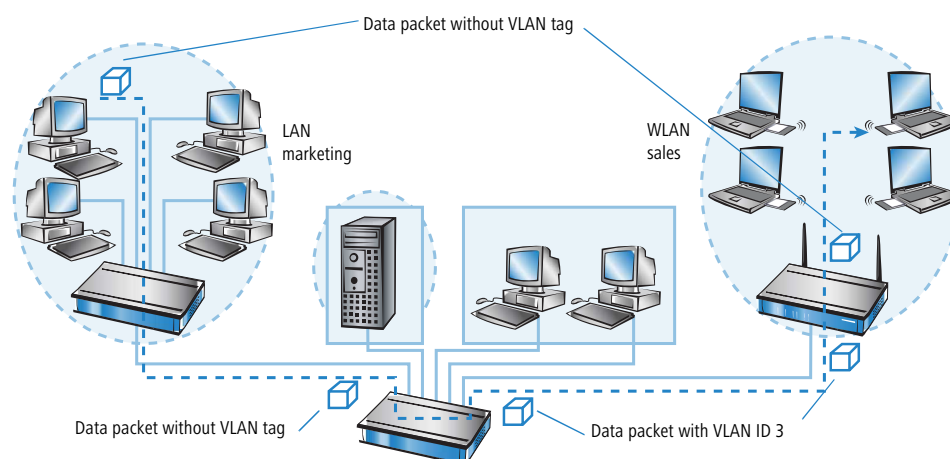 Data packet without VLAN tag
LAN
marketing
WLAN
sales
Data packet without VLAN tag
Data packet with VLAN ID 3